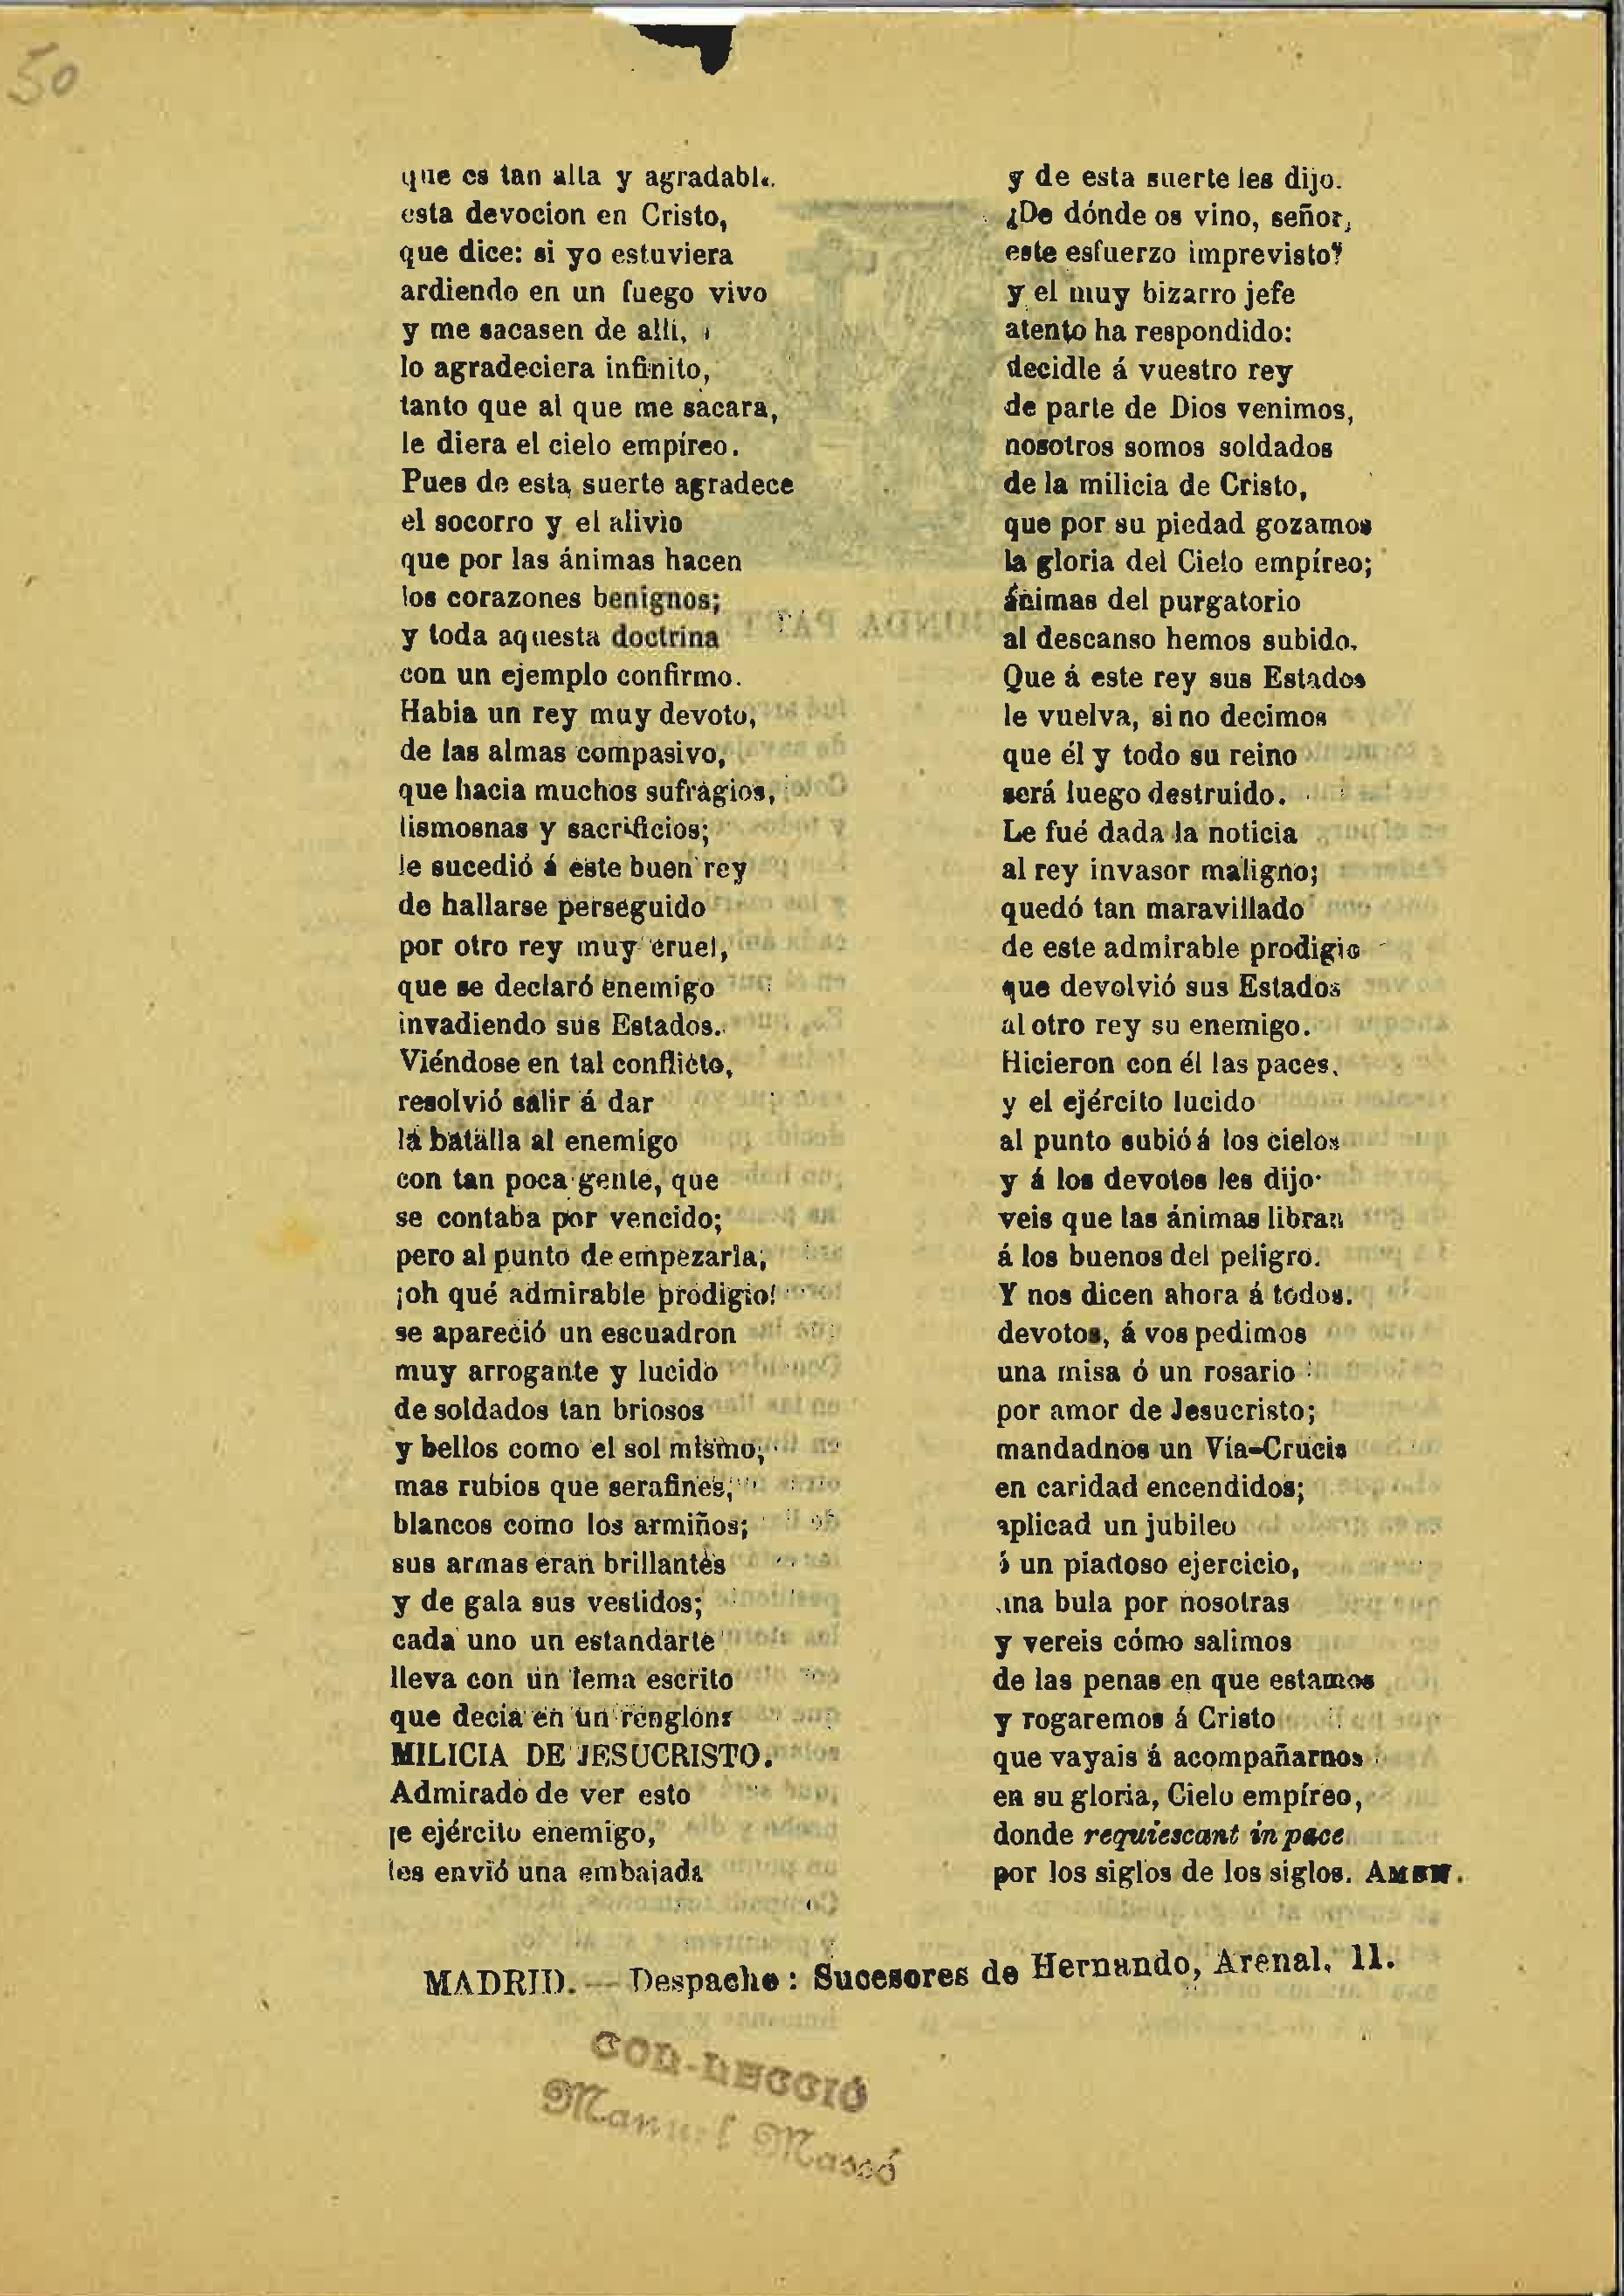 50
que es tan alta y agradable
esta devocion en Cristo,
que dice: si yo estuviera
ardiendo en un fuego vivo
y me sacasen de alli,
lo agradeciera infinito,
tanto que al que me sacara,
le diera el cielo empíreo.
Pues de esta suerte agradece
el socorro y el alivio
que por las ánimas hacen
los corazones benignos;
y toda aquesta doctrina
con un ejemplo confirmo.
Habia un rey muy devoto,
de las almas compasivo,
que hacia muchos sufragios,
lismosnas y sacrificios;
le sucedió á este buen rey
de hallarse perseguido
por otro rey muy cruel,
que se declaró enemigo
invadiendo sus Estados.
Viéndose en tal conflicto,
resolvió salir á dar
la batalla al enemigo
con tan poca gente, que
se contaba por vencido;
pero al punto de empezarla,
¡oh qué admirable prodigio!
se apareció un escuadron
muy arrogante y lucido
de soldados tan briosos
y bellos como el sol mismo,
mas rubios que serafines,
blancos como los armiños;
sus armas eran brillantes
y de gala sus vestidos;
cada uno un estandarte
lleva con un lema escrito
que decia en un renglon:
MILICIA DE JESUCRISTO.
Admirado de ver esto
le ejército enemigo,
les envió una embajada
y de esta suerte les dijo.
¿De dónde os vino, señor,
este esfuerzo imprevisto?
y el muy bizarro jefe
atento ha respondido:
decidle á vuestro rey
de parte de Dios venimos,
nosotros somos soldados
de la milicia de Cristo,
que por su piedad gozamos
la gloria del Cielo empíreo;
ánimas del purgatorio
al descanso hemos subido.
Que á este rey sus Estados
le vuelva, si no decimos
que él y todo su reino
será luego destruido.
Le fué dada la noticia
al rey invasor maligno;
quedó tan maravillado
de este admirable prodigio
que devolvió sus Estados
al otro rey su enemigo.
Hicieron con él las paces,
y el ejército lucido
al punto subió á los cielos
y á los devotos les dijo:
veis que las ánimas libran
á los buenos del peligro.
Y nos dicen ahora á todos.
devotos, á vos pedimos
una misa ó un rosario
por amor de Jesucristo;
mandadnos un Vía-Crucis
en caridad encendidos;
aplicad un jubileo
ó un piadoso ejercicio,
una bula por nosotras
y vereis cómo salimos
de las penas en que estamos
y rogaremos á Cristo
que vayais á acompañarnos
en su gloria, Cielo empíreo,
donde requiescant in pace
por los siglos de los siglos. AMEN.
MADRID.—Despacho: Sucesores de Hernando, Arenal, 11.
COL-LECCIÓ
Manuel Massó